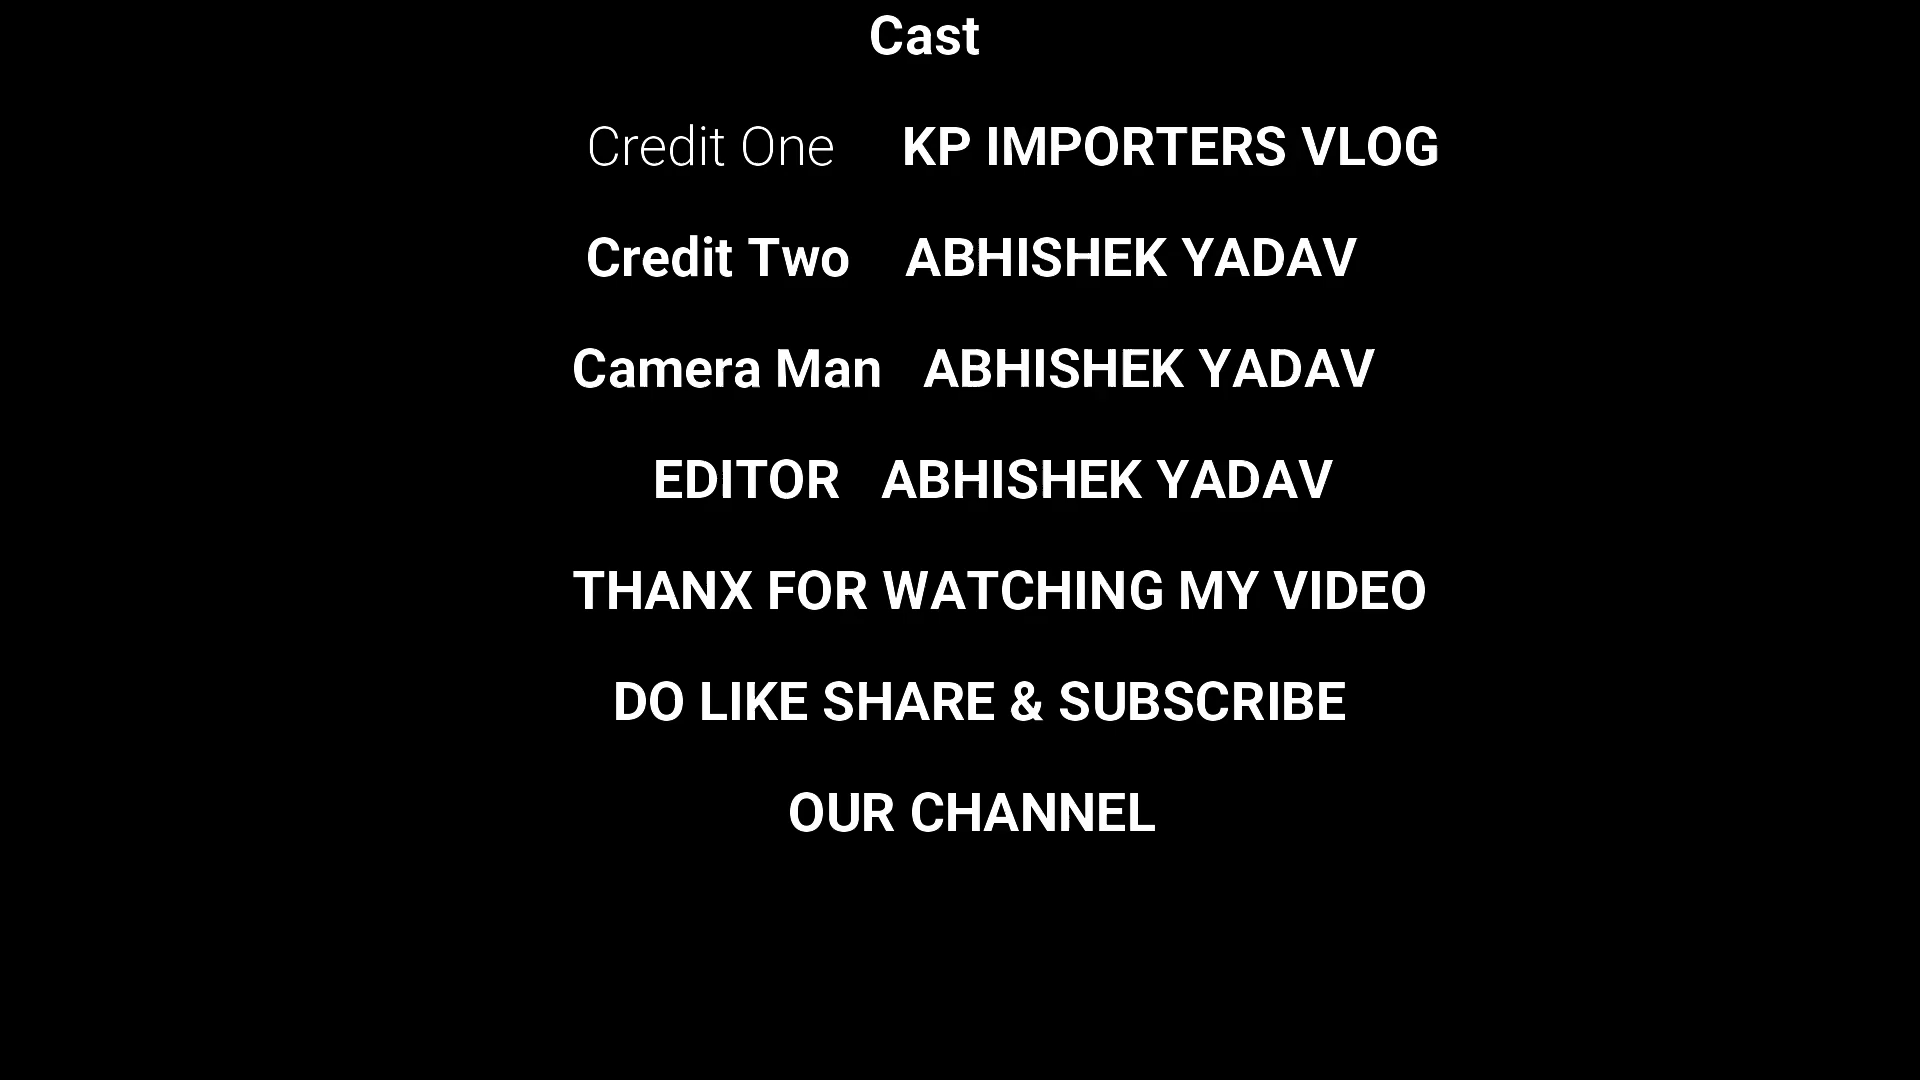 Cast
Credit One KP IMPORTERS VLOG
Credit Two ABHISHEK YADAV
Camera Man ABHISHEK YADAV
EDITOR ABHISHEK YADAV
THANX FOR WATCHING MY VIDEO
DO LIKE SHARE & SUBSCRIBE
OUR CHANNEL